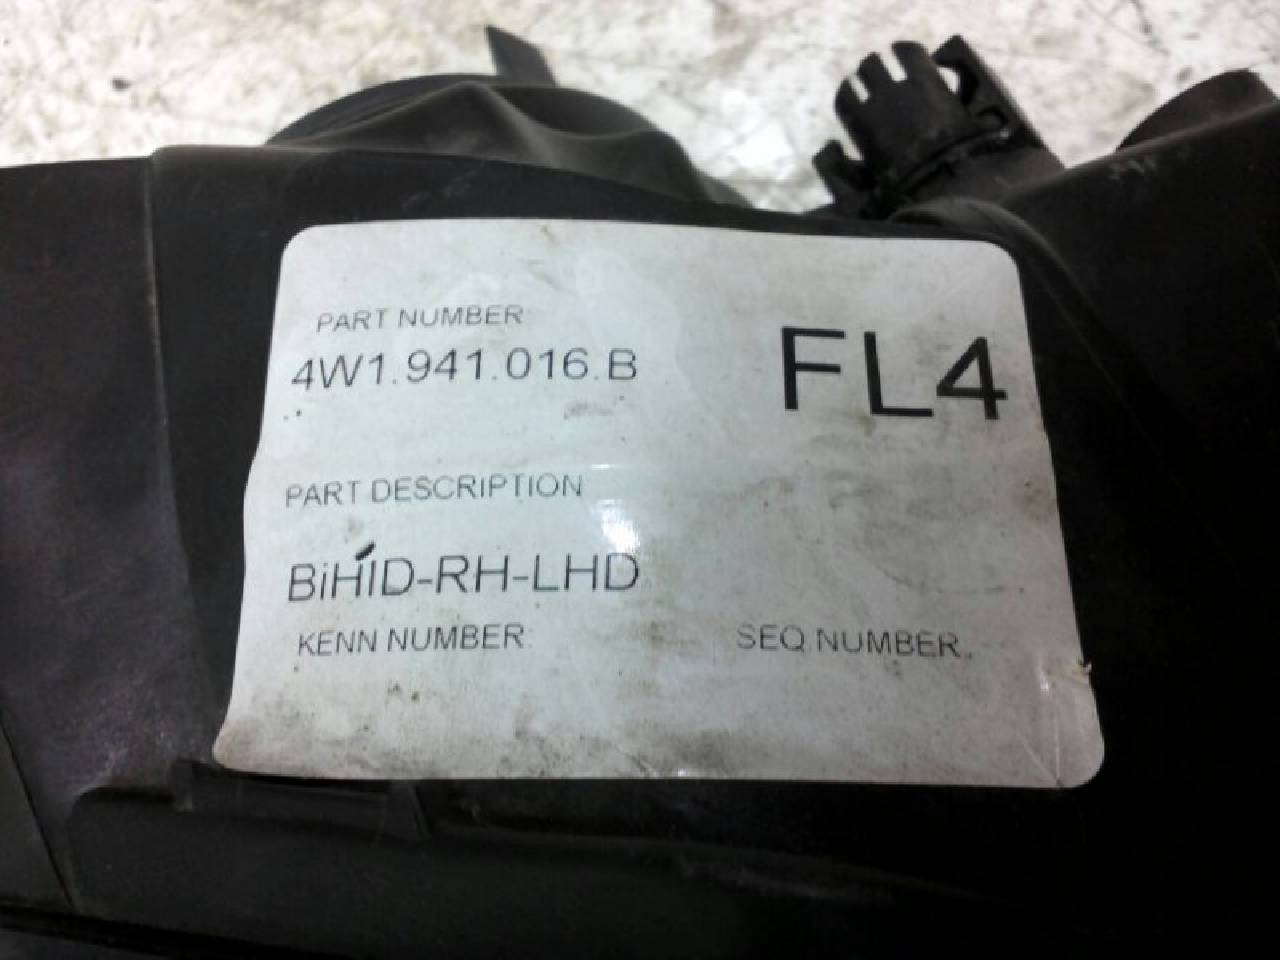 PART NUMBER
4W1.941.016.B
FL4
PART DESCRIPTION
BiHID-RH-LHD
KENN NUMBER
SEQ NUMBER